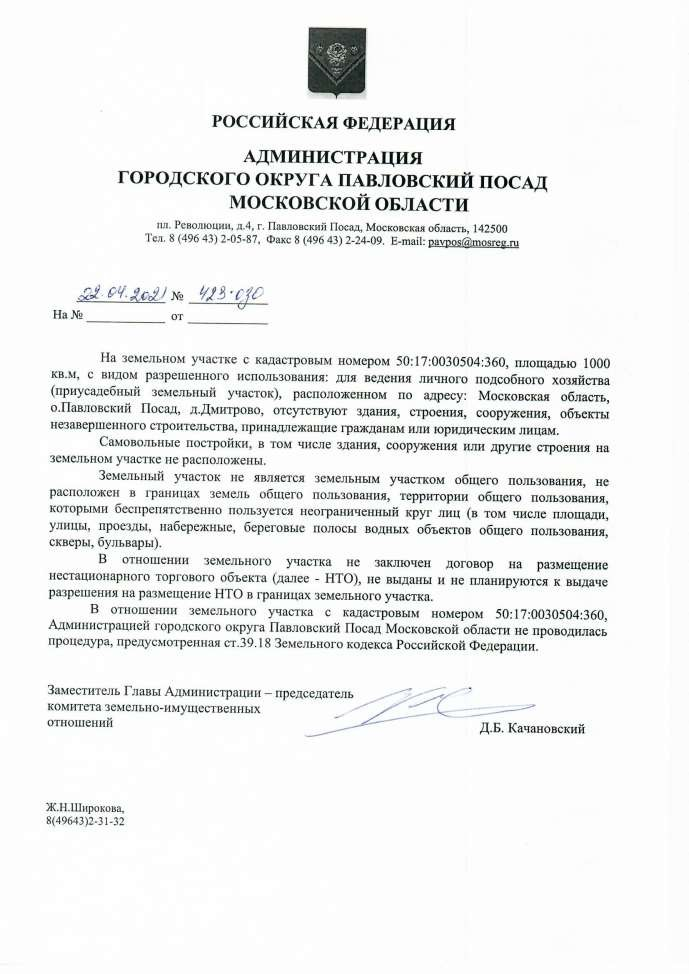 РОССИЙСКАЯ ФЕДЕРАЦИЯ
АДМИНИСТРАЦИЯ
ГОРОДСКОГО ОКРУГА ПАВЛОВСКИЙ ПОСАД
МОСКОВСКОЙ ОБЛАСТИ
пл. Революции, д.4, г. Павловский Посад, Московская область, 142500
Тел. 8 (496 43) 2-05-87, Факс 8 (496 43) 2-24-09. E-mail: pavpos@mosreg.ru
22.04.2021 № 423-030
На № ____________ от ____________
На земельном участке с кадастровым номером 50:17:0030504:360, площадью 1000
кв.м, с видом разрешенного использования: для ведения личного подсобного хозяйства
(приусадебный земельный участок), расположенном по адресу: Московская область,
о.Павловский Посад, д.Дмитрово, отсутствуют здания, строения, сооружения, объекты
незавершенного строительства, принадлежащие гражданам или юридическим лицам.
Самовольные постройки, в том числе здания, сооружения или другие строения на
земельном участке не расположены.
Земельный участок не является земельным участком общего пользования, не
расположен в границах земель общего пользования, территории общего пользования,
которыми беспрепятственно пользуется неограниченный круг лиц (в том числе площади,
улицы, проезды, набережные, береговые полосы водных объектов общего пользования,
скверы, бульвары).
В отношении земельного участка не заключен договор на размещение
нестационарного торгового объекта (далее - НТО), не выданы и не планируются к выдаче
разрешения на размещение НТО в границах земельного участка.
В отношении земельного участка с кадастровым номером 50:17:0030504:360,
Администрацией городского округа Павловский Посад Московской области не проводилась
процедура, предусмотренная ст.39.18 Земельного кодекса Российской Федерации.
Заместитель Главы Администрации – председатель
комитета земельно-имущественных
отношений
Д.Б. Качановский
Ж.Н.Широкова,
8(49643)2-31-32